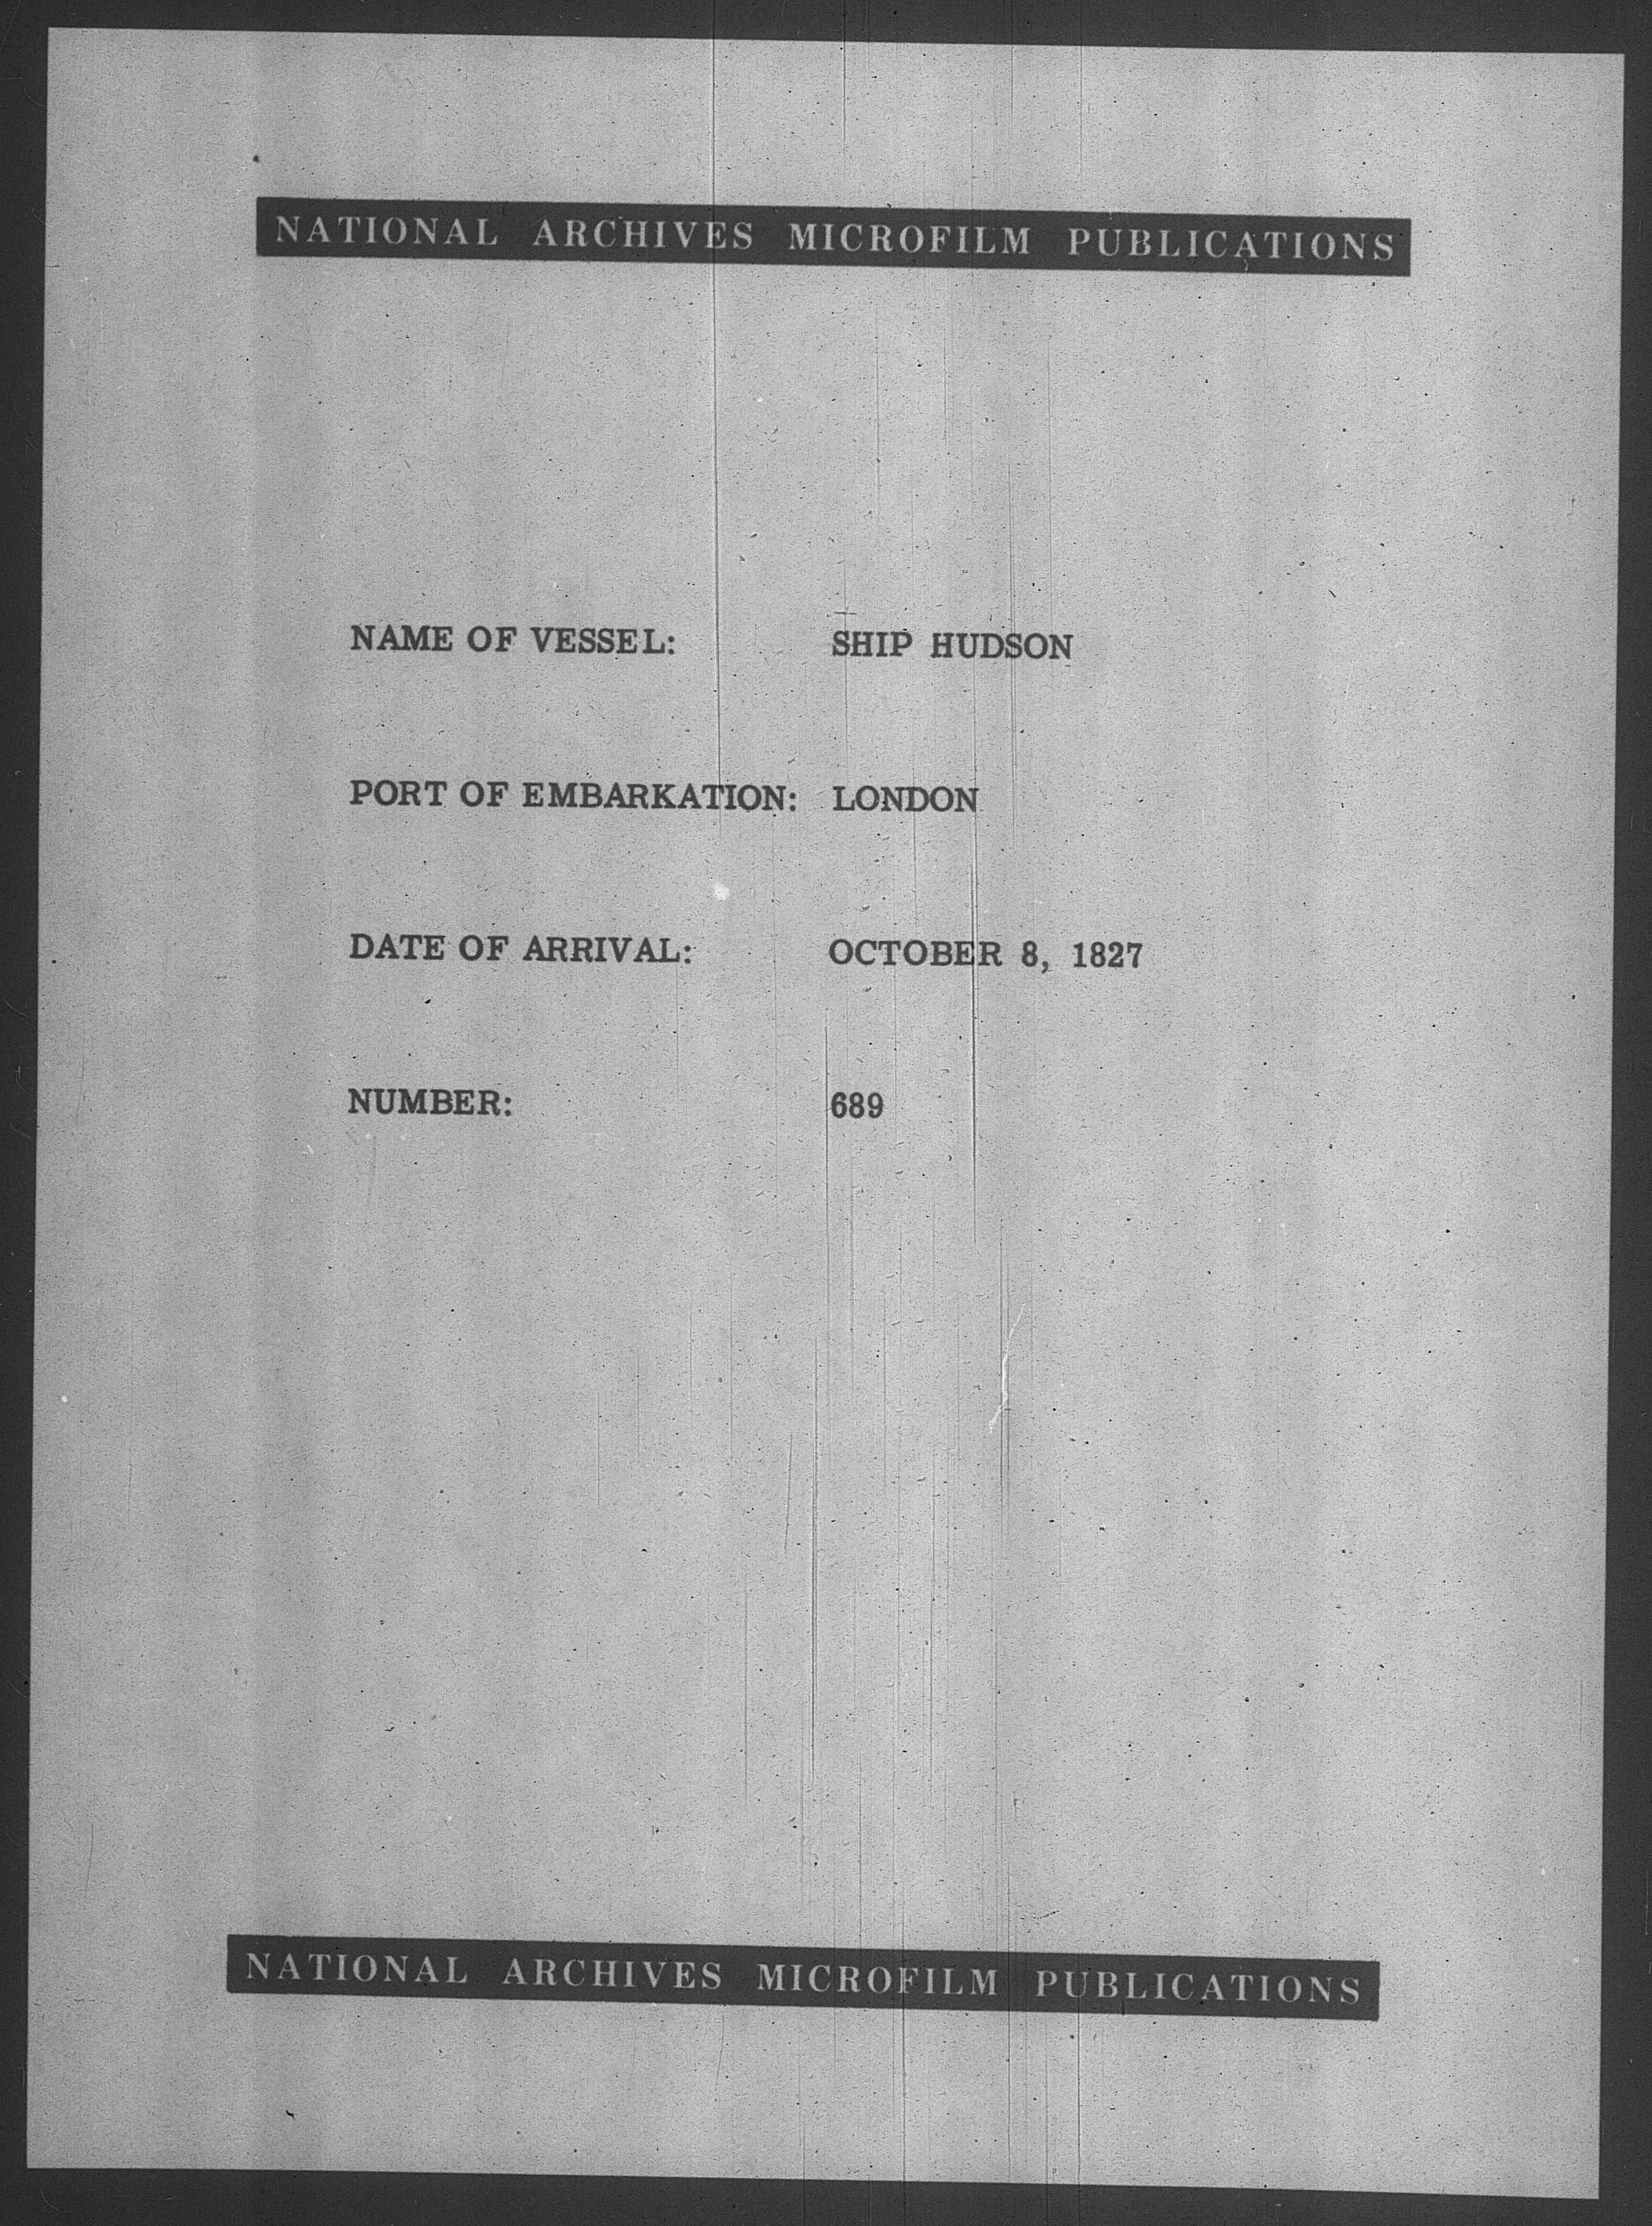 NATIONAL ARCHIVES MICROFILM PUBLICATIONS
NAME OF VESSEL: SHIP HUDSON
PORT OF EMBARKATION: LONDON
DATE OF ARRIVAL: OCTOBER 8, 1827
NUMBER: 689
NATIONAL ARCHIVES MICROFILM PUBLICATIONS